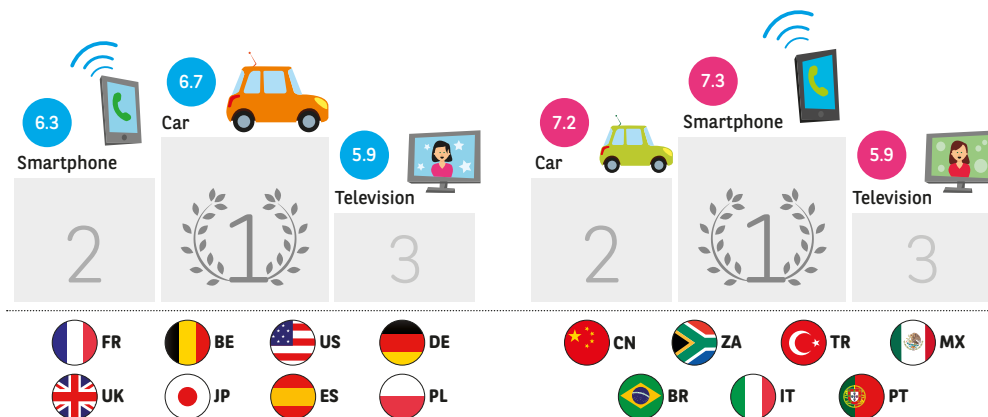 6.3
Smartphone
6.7
Car
5.9
Television
2
1
3
7.2
Car
7.3
Smartphone
5.9
Television
2
1
3
FR
BE
US
DE
UK
JP
ES
PL
CN
ZA
TR
MX
BR
IT
PT